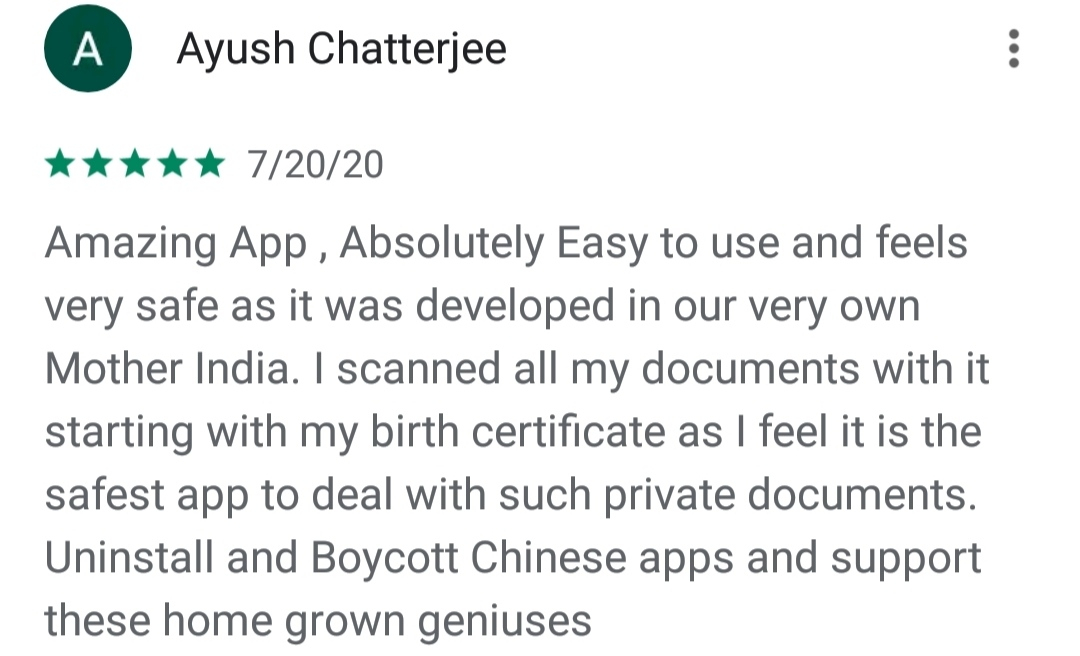 A
Ayush Chatterjee
7/20/20
Amazing App , Absolutely Easy to use and feels
very safe as it was developed in our very own
Mother India. I scanned all my documents with it
starting with my birth certificate as I feel it is the
safest app to deal with such private documents.
Uninstall and Boycott Chinese apps and support
these home grown geniuses